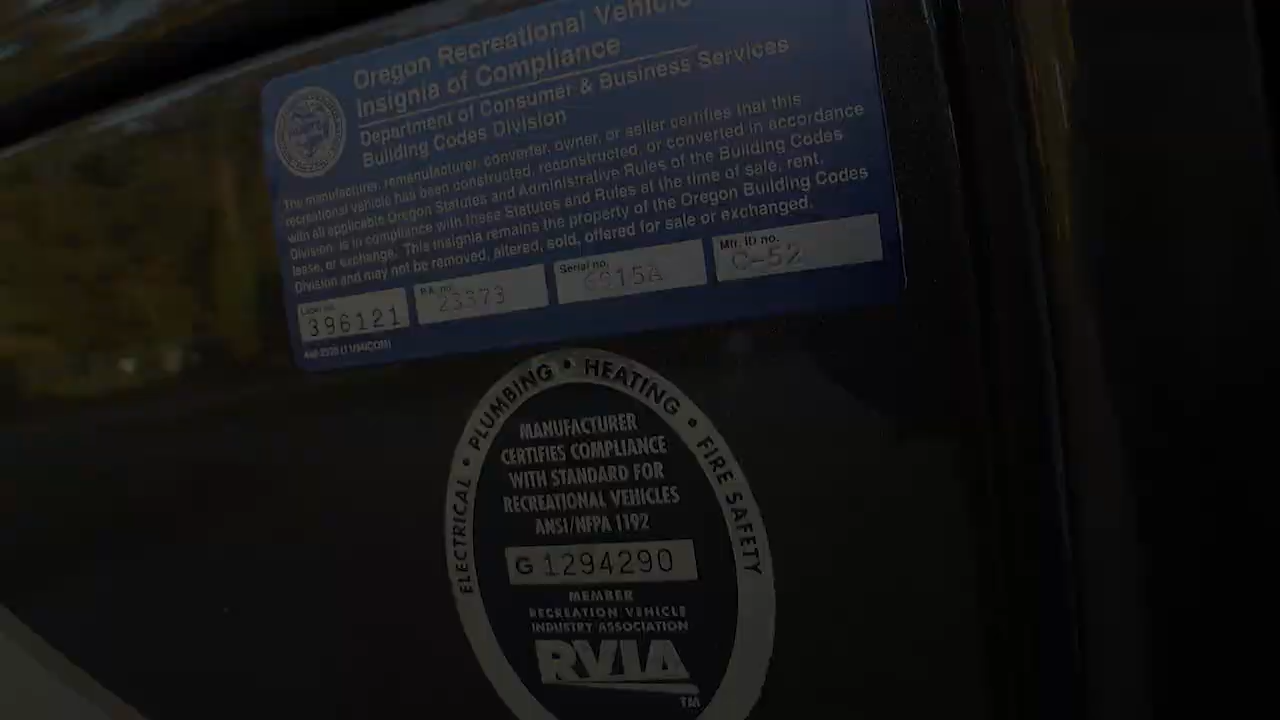 Oregon Recreational Vehicle
Insignia of Compliance
Department of Consumer & Business Services
Building Codes Division
The manufacturer, remanufacturer, converter, owner, or seller certifies that this
recreational vehicle has been constructed, reconstructed, or converted in accordance
with all applicable Oregon Statutes and Administrative Rules of the Building Codes
Division, is in compliance with these Statutes and Rules at the time of sale, rent,
lease, or exchange. This insignia remains the property of the Oregon Building Codes
Division and may not be removed, altered, sold, offered for sale or exchanged.
Label no. P.A. no. Serial no. Mfr. ID no.
396121 23373 6915A C-52
ELECTRICAL • PLUMBING • HEATING • FIRE SAFETY
MANUFACTURER
CERTIFIES COMPLIANCE
WITH STANDARD FOR
RECREATIONAL VEHICLES
ANSI/NFPA 1192
G 1294290
MEMBER
RECREATION VEHICLE
INDUSTRY ASSOCIATION
RVIA
TM